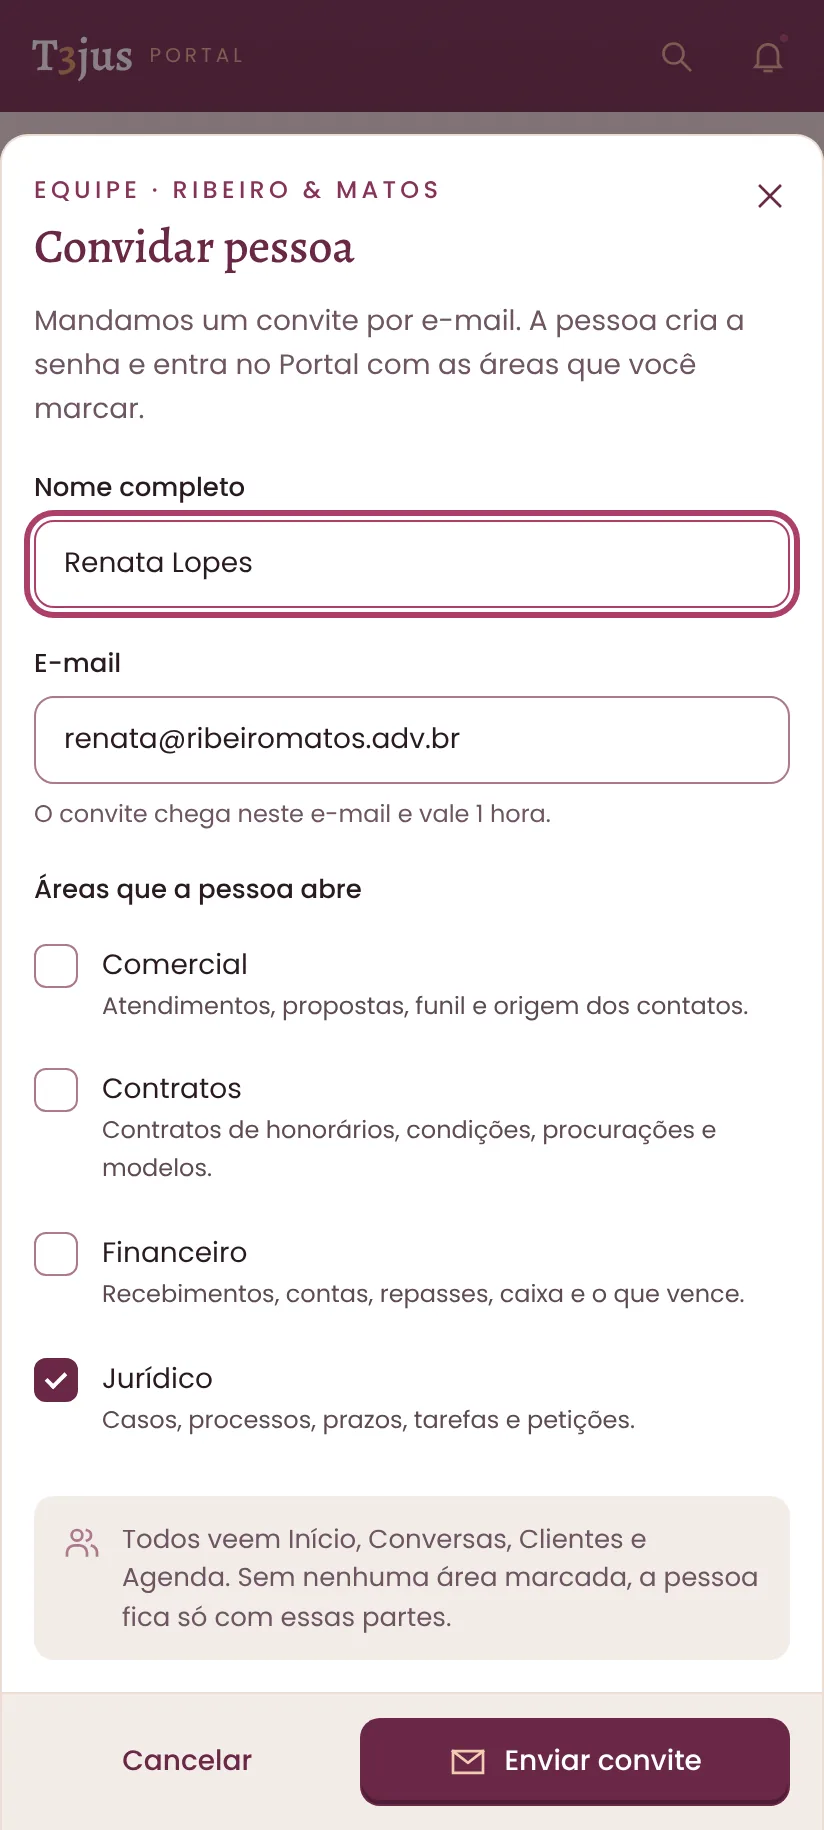 T3jus PORTAL
EQUIPE · RIBEIRO & MATOS
Convidar pessoa
Mandamos um convite por e-mail. A pessoa cria a
senha e entra no Portal com as áreas que você
marcar.
Nome completo
Renata Lopes
E-mail
renata@ribeiromatos.adv.br
O convite chega neste e-mail e vale 1 hora.
Áreas que a pessoa abre
Comercial
Atendimentos, propostas, funil e origem dos contatos.
Contratos
Contratos de honorários, condições, procurações e
modelos.
Financeiro
Recebimentos, contas, repasses, caixa e o que vence.
Jurídico
Casos, processos, prazos, tarefas e petições.
Todos veem Início, Conversas, Clientes e
Agenda. Sem nenhuma área marcada, a pessoa
fica só com essas partes.
Cancelar
Enviar convite